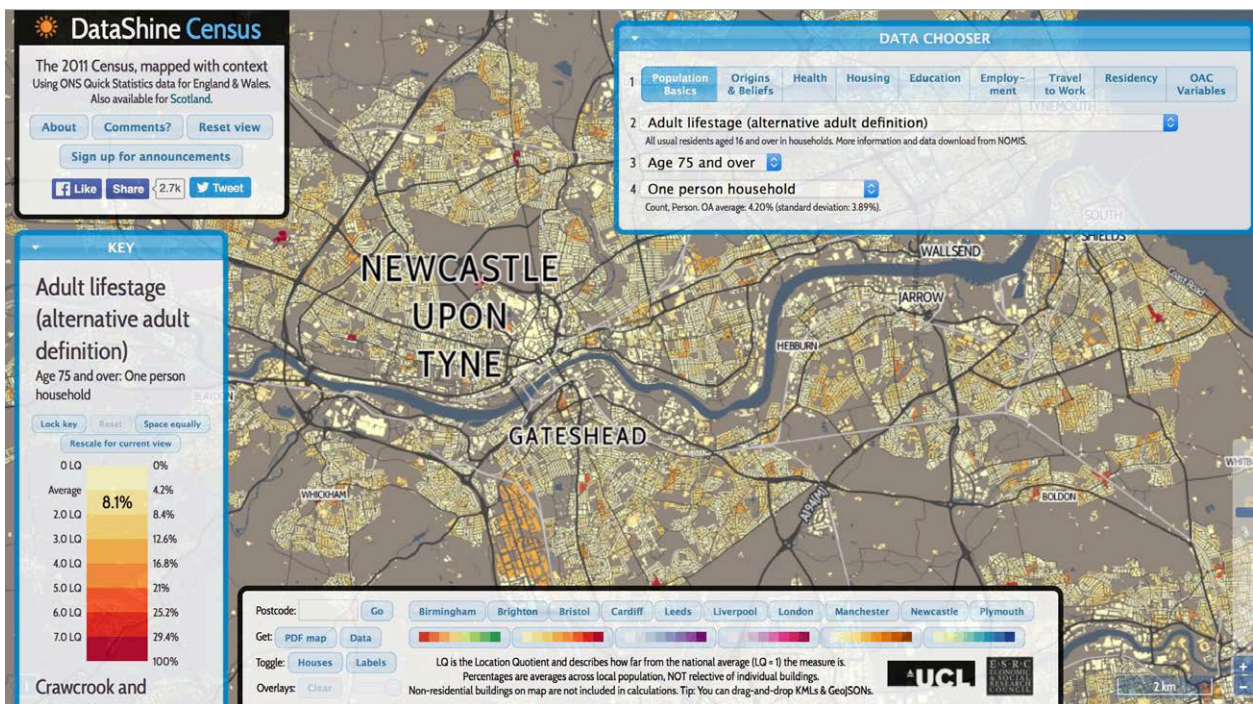 DataShine Census
The 2011 Census, mapped with context
Using ONS Quick Statistics data for England & Wales.
Also available for Scotland.
About
Comments?
Reset view
Sign up for announcements
Like
Share
2.7k
Tweet
DATA CHOOSER
1
Population Basics
Origins & Beliefs
Health
Housing
Education
Employ-ment
Travel to Work
Residency
OAC Variables
TYNEMOUTH
2 Adult lifestage (alternative adult definition)
All usual residents aged 16 and over in households. More information and data download from NOMIS.
3 Age 75 and over
4 One person household
Count, Person. OA average: 4.20% (standard deviation: 3.89%).
SOUTH
SHIELDS
KEY
Adult lifestage
(alternative adult
definition)
Age 75 and over: One person
household
Lock key
Reset
Space equally
Rescale for current view
0 LQ 0%
Average 8.1% 4.2%
2.0 LQ 8.4%
3.0 LQ 12.6%
4.0 LQ 16.8%
5.0 LQ 21%
6.0 LQ 25.2%
7.0 LQ 29.4%
100%
Crawcrook and
NEWCASTLE
UPON
TYNE
GATESHEAD
WALLSEND
JARROW
HEBBURN
Coast Road
WHICKHAM
A194(M)
BOLDON
Postcode:
Go
Birmingham
Brighton
Bristol
Cardiff
Leeds
Liverpool
London
Manchester
Newcastle
Plymouth
Get:
PDF map
Data
Toggle:
Houses
Labels
Overlays:
Clear
LQ is the Location Quotient and describes how far from the national average (LQ = 1) the measure is.
Percentages are averages across local population, NOT relective of individual buildings.
Non-residential buildings on map are not included in calculations. Tip: You can drag-and-drop KMLs & GeoJSONs.
UCL
E·S·R·C
ECONOMIC
& SOCIAL
RESEARCH
COUNCIL
2 km
+
−